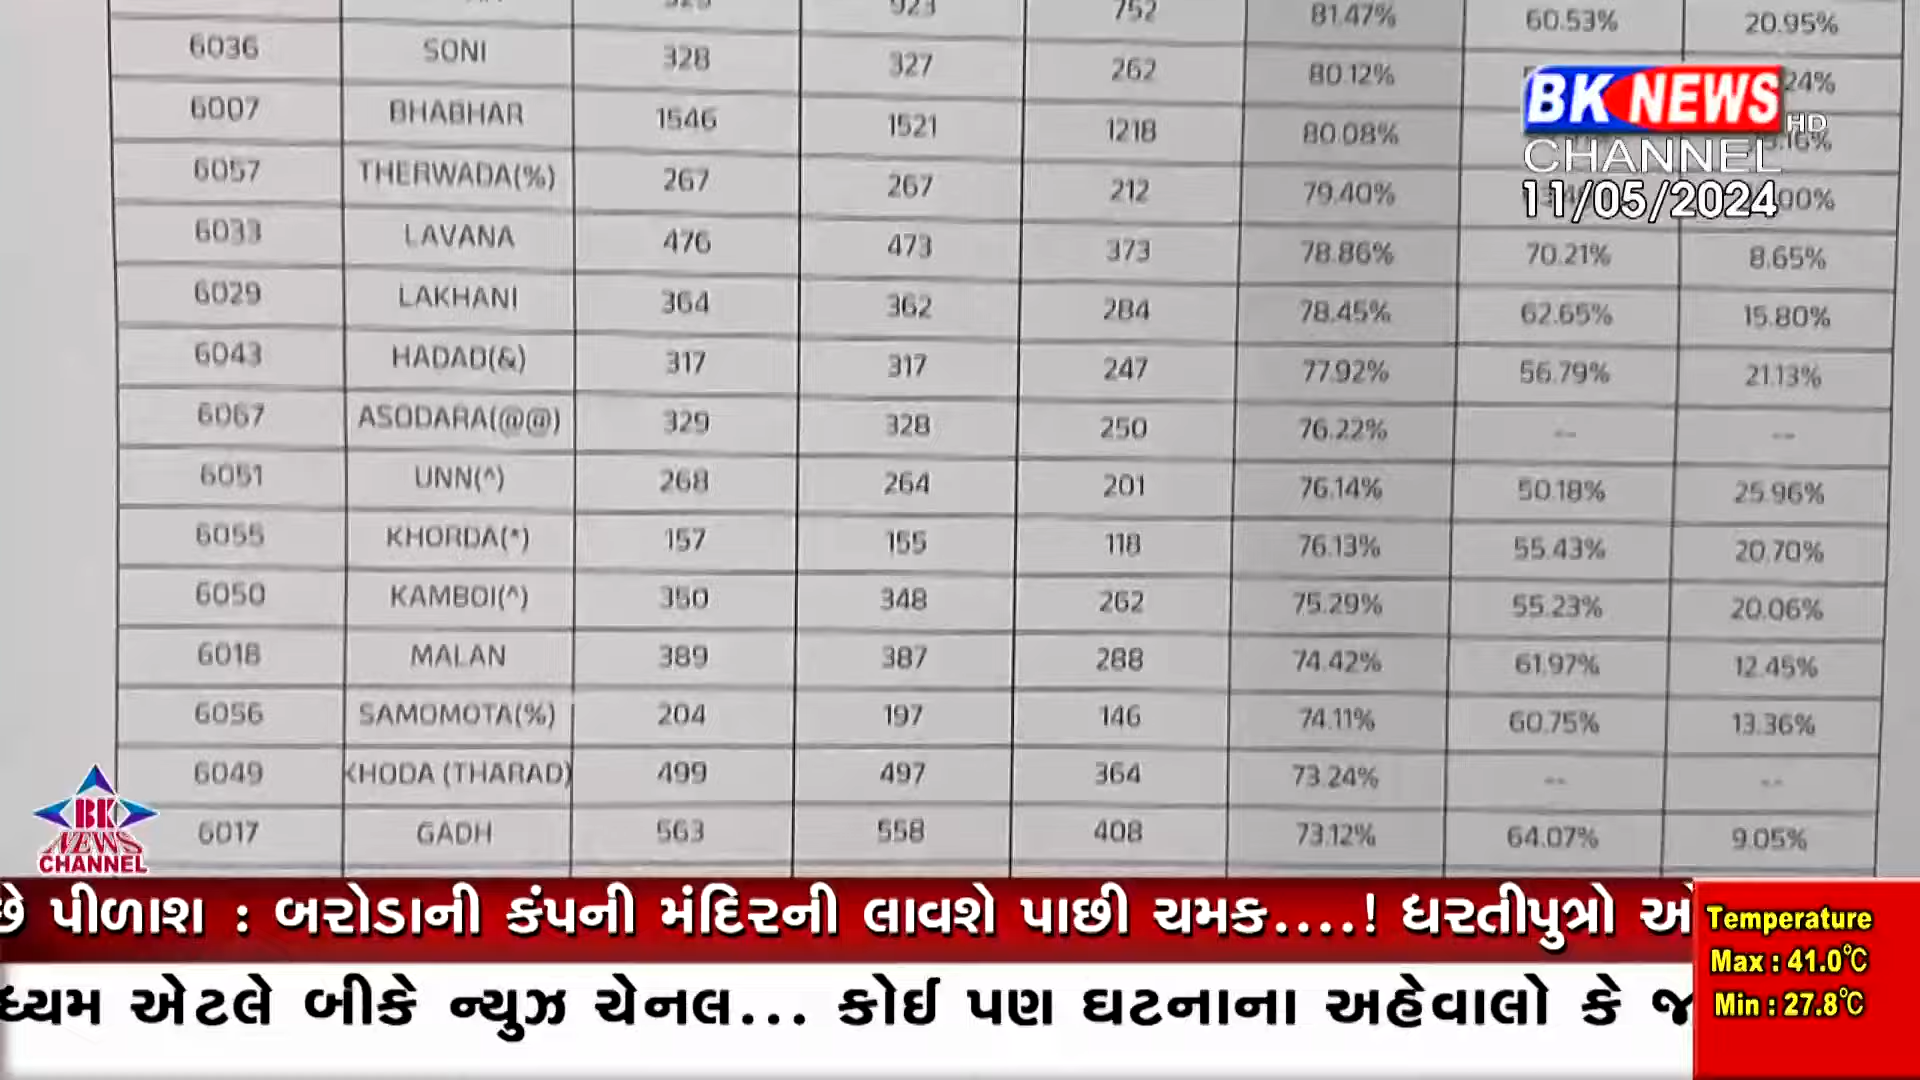 923 752 81.47% 60.53% 20.95%
6036 SONI 328 327 262 80.12% 24%
6007 BHABHAR 1546 1521 1218 80.08% 16%
6057 THERWADA(%) 267 267 212 79.40% 00%
6033 LAVANA 476 473 373 78.86% 70.21% 8.65%
6029 LAKHANI 364 362 284 78.45% 62.65% 15.80%
6043 HADAD(&) 317 317 247 77.92% 56.79% 21.13%
6067 ASODARA(@@) 329 328 250 76.22% -- --
6051 UNN(^) 268 264 201 76.14% 50.18% 25.96%
6055 KHORDA(*) 157 155 118 76.13% 55.43% 20.70%
6050 KAMBOI(^) 350 348 262 75.29% 55.23% 20.06%
6018 MALAN 389 387 288 74.42% 61.97% 12.45%
6056 SAMOMOTA(%) 204 197 146 74.11% 60.75% 13.36%
6049 KHODA (THARAD) 499 497 364 73.24% -- --
6017 GADH 563 558 408 73.12% 64.07% 9.05%
BK NEWS
HD
CHANNEL
11/05/2024
BK
NEWS
CHANNEL
છે પીળાશ : બરોડાની કંપની મંદિરની લાવશે પાછી ચમક....! ધરતીપુત્રો
ધ્યમ એટલે બીકે ન્યુઝ ચેનલ... કોઈ પણ ઘટનાના અહેવાલો કે જ
Temperature
Max : 41.0℃
Min : 27.8℃